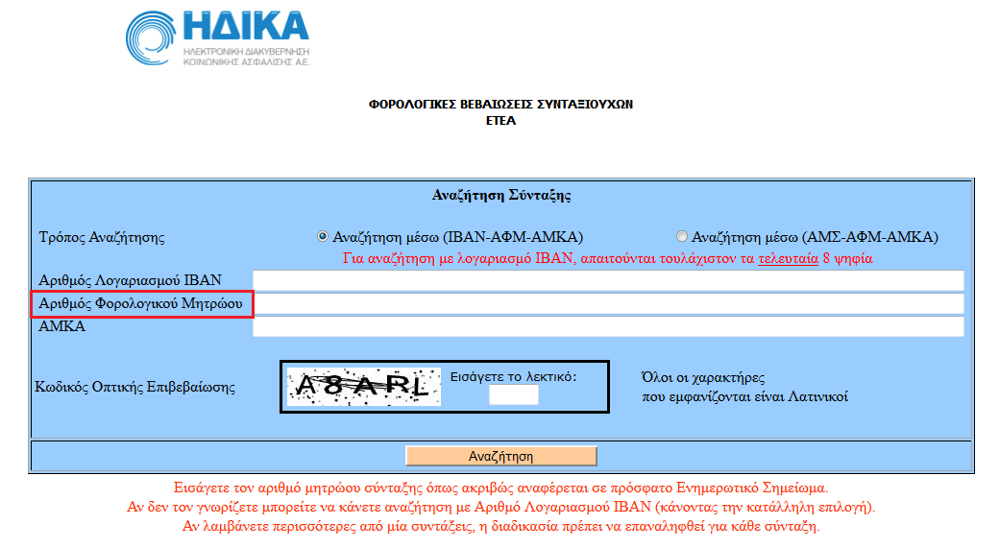 ΗΔΙΚΑ
ΗΛΕΚΤΡΟΝΙΚΗ ΔΙΑΚΥΒΕΡΝΗΣΗ
ΚΟΙΝΩΝΙΚΗΣ ΑΣΦΑΛΙΣΗΣ Α.Ε.
ΦΟΡΟΛΟΓΙΚΕΣ ΒΕΒΑΙΩΣΕΙΣ ΣΥΝΤΑΞΙΟΥΧΩΝ
ΕΤΕΑ
Αναζήτηση Σύνταξης
Τρόπος Αναζήτησης Αναζήτηση μέσω (ΙΒΑΝ-ΑΦΜ-ΑΜΚΑ) Αναζήτηση μέσω (ΑΜΣ-ΑΦΜ-ΑΜΚΑ)
Για αναζήτηση με λογαριασμό ΙΒΑΝ, απαιτούνται τουλάχιστον τα τελευταία 8 ψηφία
Αριθμός Λογαριασμού ΙΒΑΝ
Αριθμός Φορολογικού Μητρώου
ΑΜΚΑ
Κωδικός Οπτικής Επιβεβαίωσης A8ARL Εισάγετε το λεκτικό: Όλοι οι χαρακτήρες
που εμφανίζονται είναι Λατινικοί
Αναζήτηση
Εισάγετε τον αριθμό μητρώου σύνταξης όπως ακριβώς αναφέρεται σε πρόσφατο Ενημερωτικό Σημείωμα.
Αν δεν τον γνωρίζετε μπορείτε να κάνετε αναζήτηση με Αριθμό Λογαριασμού ΙΒΑΝ (κάνοντας την κατάλληλη επιλογή).
Αν λαμβάνετε περισσότερες από μία συντάξεις, η διαδικασία πρέπει να επαναληφθεί για κάθε σύνταξη.